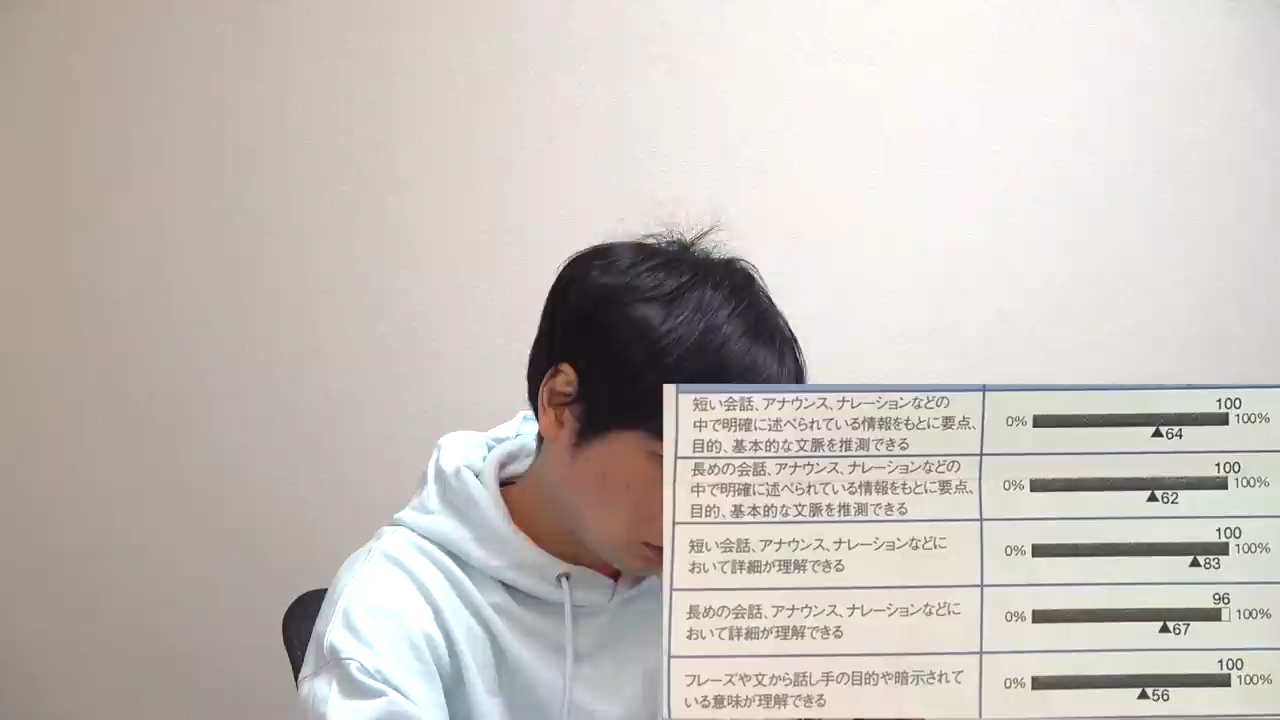 短い会話、アナウンス、ナレーションなどの
中で明確に述べられている情報をもとに要点、
目的、基本的な文脈を推測できる
0%
100
100%
▲64
長めの会話、アナウンス、ナレーションなどの
中で明確に述べられている情報をもとに要点、
目的、基本的な文脈を推測できる
0%
100
100%
▲62
短い会話、アナウンス、ナレーションなどに
おいて詳細が理解できる
0%
100
100%
▲83
長めの会話、アナウンス、ナレーションなどに
おいて詳細が理解できる
0%
96
100%
▲67
フレーズや文から話し手の目的や暗示されて
いる意味が理解できる
0%
100
100%
▲56